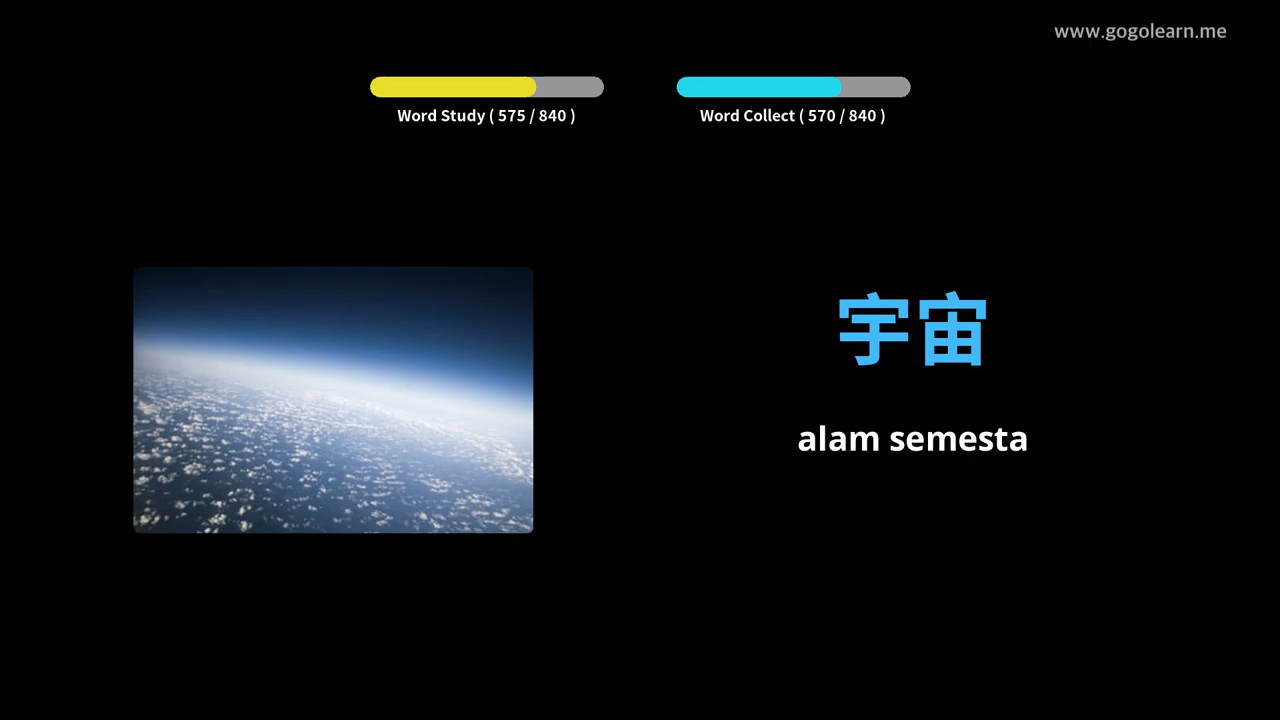 www.gogolearn.me
Word Study ( 575 / 840 )
Word Collect ( 570 / 840 )
宇宙
alam semesta